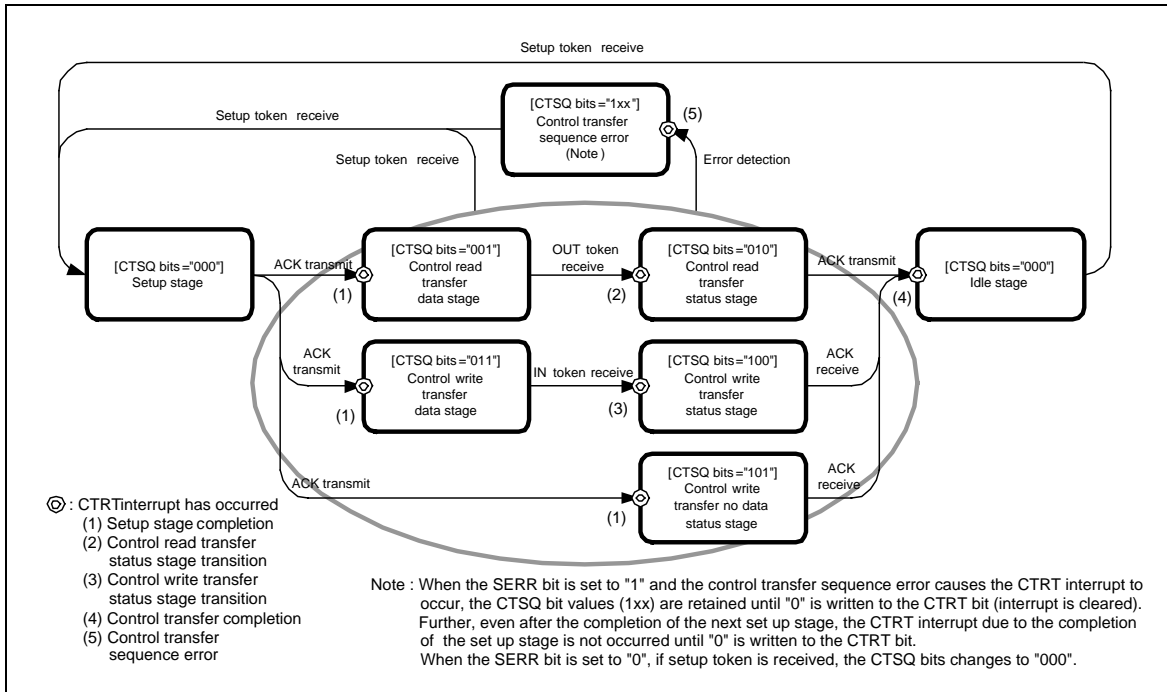 Setup token receive
[CTSQ bits ="1xx"]
Control transfer
sequence error
(Note )
(5)
Setup token receive
Setup token receive
Error detection
[CTSQ bits ="000"]
Setup stage
ACK transmit
(1)
[CTSQ bits ="001"]
Control read
transfer
data stage
OUT token
receive
(2)
[CTSQ bits ="010"]
Control read
transfer
status stage
ACK transmit
(4)
[CTSQ bits ="000"]
Idle stage
ACK
transmit
(1)
[CTSQ bits ="011"]
Control write
transfer
data stage
IN token receive
(3)
[CTSQ bits ="100"]
Control write
transfer
status stage
ACK
receive
ACK transmit
(1)
[CTSQ bits ="101"]
Control write
transfer no data
status stage
ACK
receive
: CTRTinterrupt has occurred
(1) Setup stage completion
(2) Control read transfer
status stage transition
(3) Control write transfer
status stage transition
(4) Control transfer completion
(5) Control transfer
sequence error
Note : When the SERR bit is set to "1" and the control transfer sequence error causes the CTRT interrupt to
occur, the CTSQ bit values (1xx) are retained until "0" is written to the CTRT bit (interrupt is cleared).
Further, even after the completion of the next set up stage, the CTRT interrupt due to the completion
of the set up stage is not occurred until "0" is written to the CTRT bit.
When the SERR bit is set to "0", if setup token is received, the CTSQ bits changes to "000".